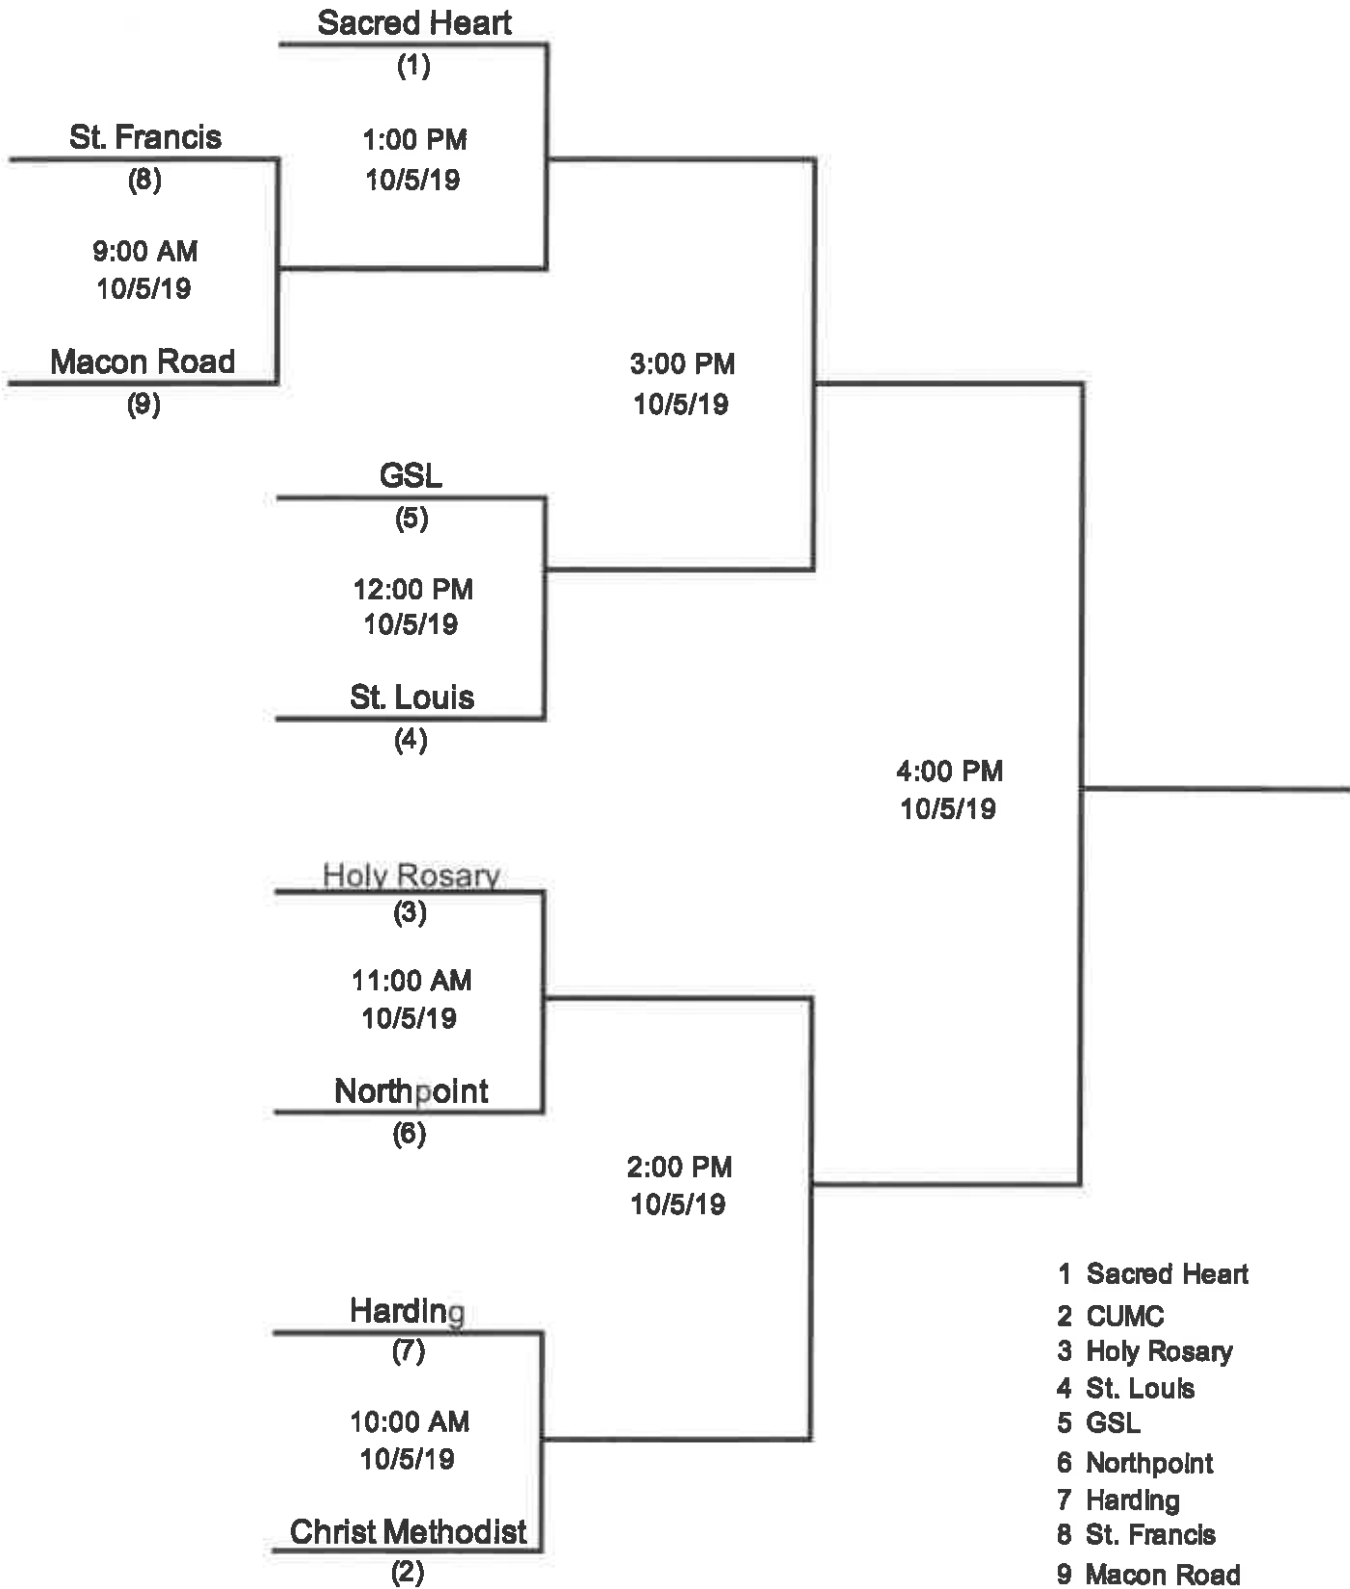 Sacred Heart
(1)
1:00 PM
10/5/19
St. Francis
(8)
9:00 AM
10/5/19
Macon Road
(9)
3:00 PM
10/5/19
GSL
(5)
12:00 PM
10/5/19
St. Louis
(4)
4:00 PM
10/5/19
Holy Rosary
(3)
11:00 AM
10/5/19
Northpoint
(6)
2:00 PM
10/5/19
Harding
(7)
10:00 AM
10/5/19
Christ Methodist
(2)
1 Sacred Heart
2 CUMC
3 Holy Rosary
4 St. Louis
5 GSL
6 Northpoint
7 Harding
8 St. Francis
9 Macon Road